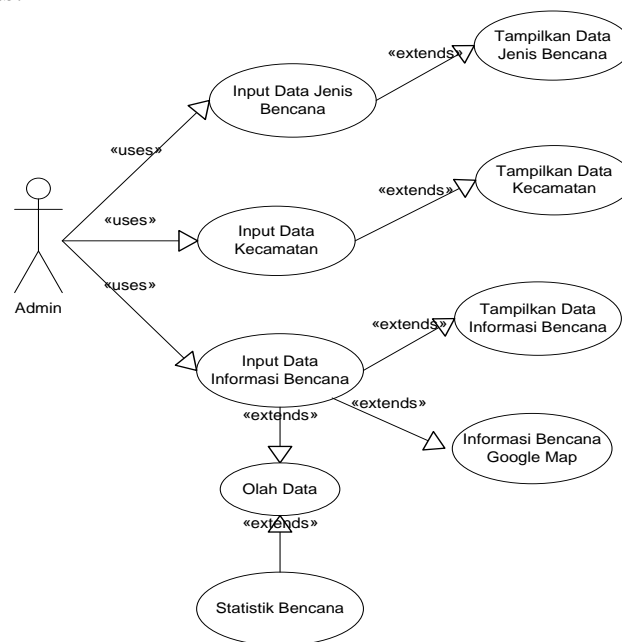 «extends»
Tampilkan Data
Jenis Bencana
Input Data Jenis
Bencana
«uses»
«extends»
Tampilkan Data
Kecamatan
«uses»
Input Data
Kecamatan
Admin
«uses»
«extends»
Tampilkan Data
Informasi Bencana
Input Data
Informasi Bencana
«extends»
«extends»
Informasi Bencana
Google Map
Olah Data
«extends»
Statistik Bencana